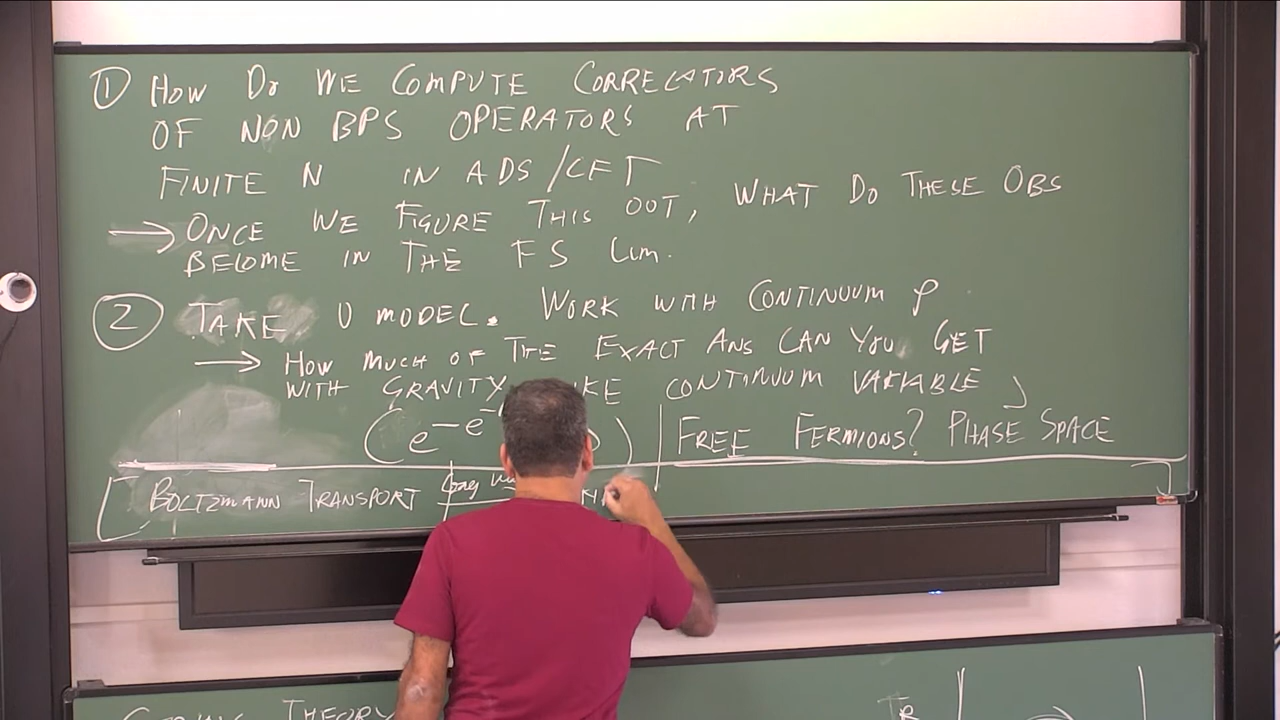 ① HOW DO WE COMPUTE CORRELATORS
OF NON BPS OPERATORS AT
FINITE N IN ADS/CFT
→ ONCE WE FIGURE THIS OUT, WHAT DO THESE OBS
BECOME IN THE F S LIM.
② TAKE U MODEL. WORK WITH CONTINUUM ρ
→ HOW MUCH OF THE EXACT ANS CAN YOU GET
WITH GRAVITY CONTINUUM VARIABLE
(e^-e^- ) FREE FERMIONS? PHASE SPACE
[BOLTZMANN TRANSPORT ]
THEORY
TR